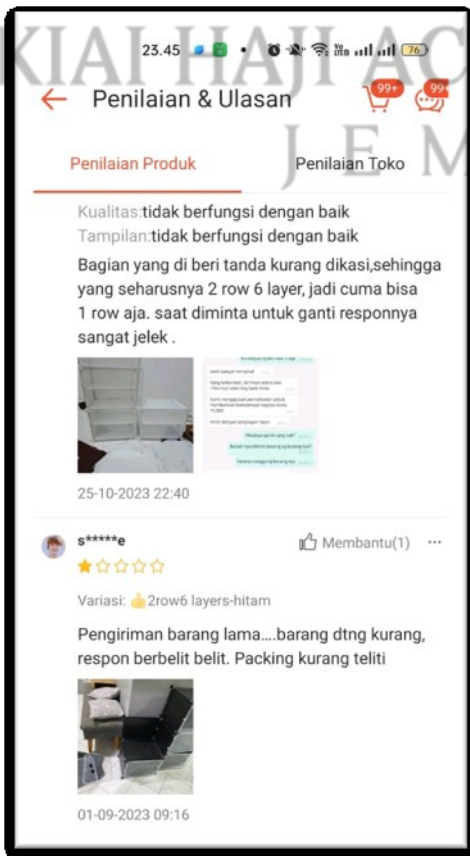 KIAI HAJI AC
JEM
23.45
76
Penilaian & Ulasan
99+
99+
Penilaian Produk
Penilaian Toko
Kualitas:tidak berfungsi dengan baik
Tampilan:tidak berfungsi dengan baik
Bagian yang di beri tanda kurang dikasi,sehingga
yang seharusnya 2 row 6 layer, jadi cuma bisa
1 row aja. saat diminta untuk ganti responnya
sangat jelek .
25-10-2023 22:40
s*****e
Membantu(1)
Variasi: 👍2row6 layers-hitam
Pengiriman barang lama....barang dtng kurang,
respon berbelit belit. Packing kurang teliti
01-09-2023 09:16